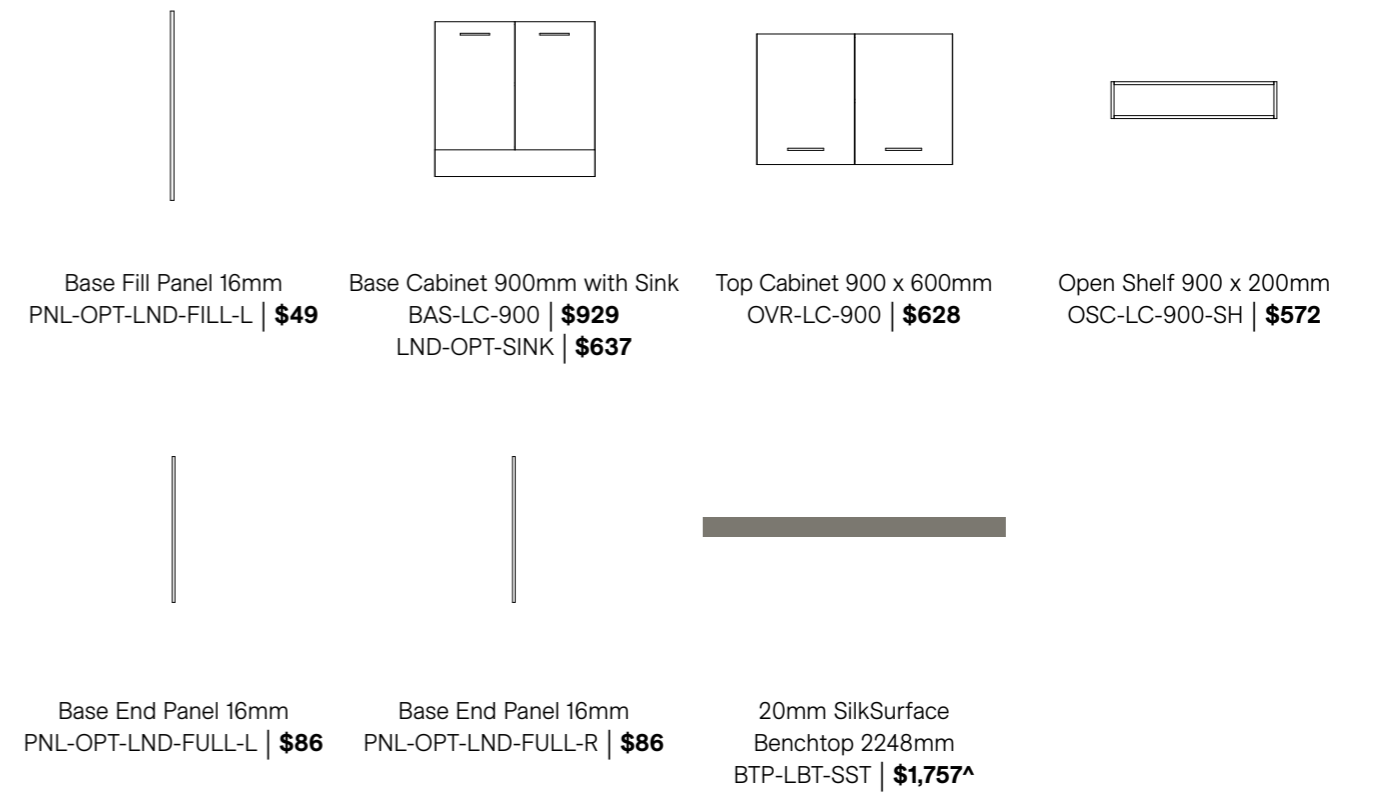 Base Fill Panel 16mm
PNL-OPT-LND-FILL-L | $49
Base Cabinet 900mm with Sink
BAS-LC-900 | $929
LND-OPT-SINK | $637
Top Cabinet 900 x 600mm
OVR-LC-900 | $628
Open Shelf 900 x 200mm
OSC-LC-900-SH | $572
Base End Panel 16mm
PNL-OPT-LND-FULL-L | $86
Base End Panel 16mm
PNL-OPT-LND-FULL-R | $86
20mm SilkSurface
Benchtop 2248mm
BTP-LBT-SST | $1,757^